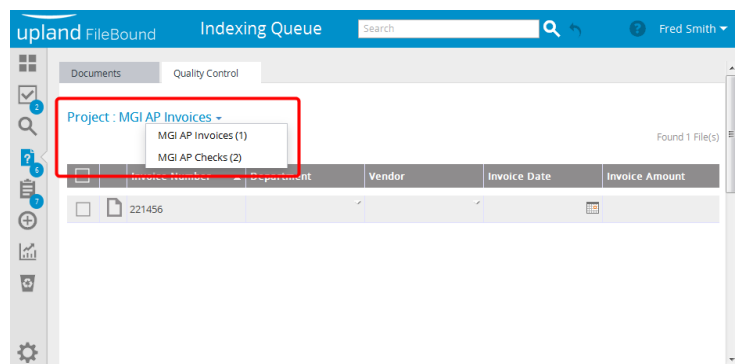 upland FileBound
Indexing Queue
Search
?
Fred Smith
Documents
Quality Control
2
Project : MGI AP Invoices
MGI AP Invoices (1)
Found 1 File(s)
MGI AP Checks (2)
?
6
Invoice Number
Department
Vendor
Invoice Date
Invoice Amount
7
221456